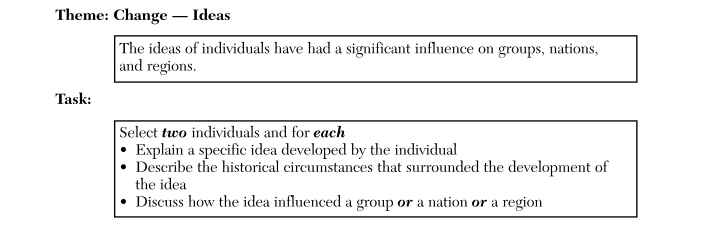 Theme: Change — Ideas
The ideas of individuals have had a significant influence on groups, nations,
and regions.
Task:
Select two individuals and for each
• Explain a specific idea developed by the individual
• Describe the historical circumstances that surrounded the development of
the idea
• Discuss how the idea influenced a group or a nation or a region